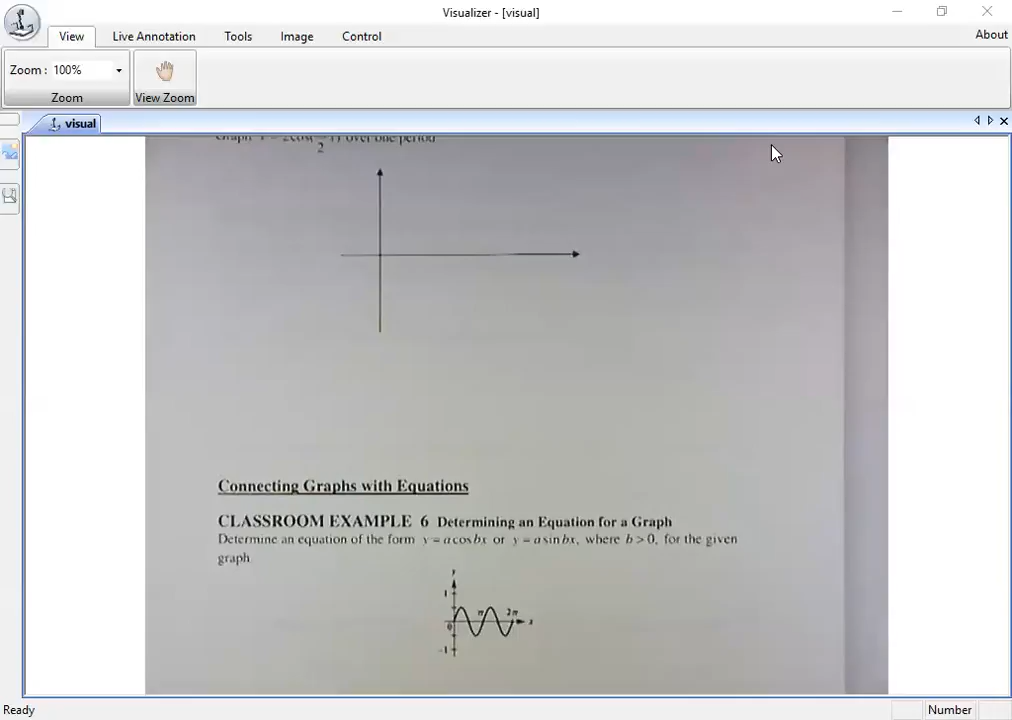 Visualizer - [visual]
View Live Annotation Tools Image Control About
Zoom : 100%
Zoom View Zoom
visual
Graph over one period
2
Connecting Graphs with Equations
CLASSROOM EXAMPLE 6 Determining an Equation for a Graph
Determine an equation of the form y = a cos bx or y = a sin bx, where b > 0, for the given
graph
y
1
π 2π
0 x
-1
Ready Number